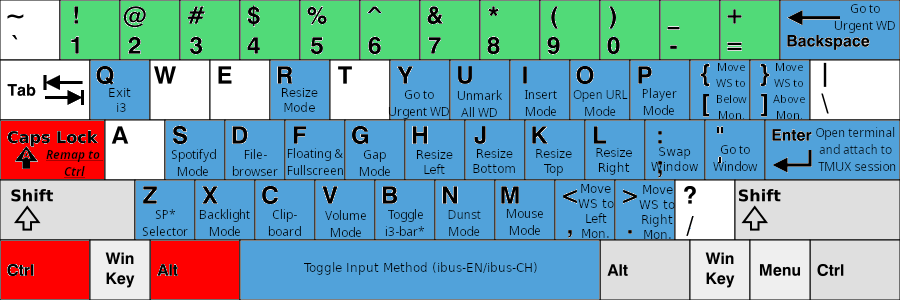 ~ ! @ # $ % ^ & * ( ) _ + Go to
Urgent WD
` 1 2 3 4 5 6 7 8 9 0 - = Backspace
Tab Q W E R T Y U I O P { Move } Move |
WS to WS to
Exit Resize Go to Unmark Insert Open URL Player [ Below ] Above \
i3 Mode Urgent WD All WD Mode Mode Mode Mon. Mon.
Caps Lock A S D F G H J K L : " Enter Open terminal
Remap to Spotifyd File- Floating & Gap Resize Resize Resize Resize ; Swap ' Go to and attach to
Ctrl Mode browser Fullscreen Mode Left Bottom Top Right Window Window TMUX session
Shift Z X C V B N M < Move > Move ? Shift
SP* Backlight Clip- Volume Toggle Dunst Mouse WS to WS to
Selector Mode board Mode i3-bar* Mode Mode , Left . Right /
Mon. Mon.
Ctrl Win Alt Toggle Input Method (ibus-EN/ibus-CH) Alt Win Menu Ctrl
Key Key